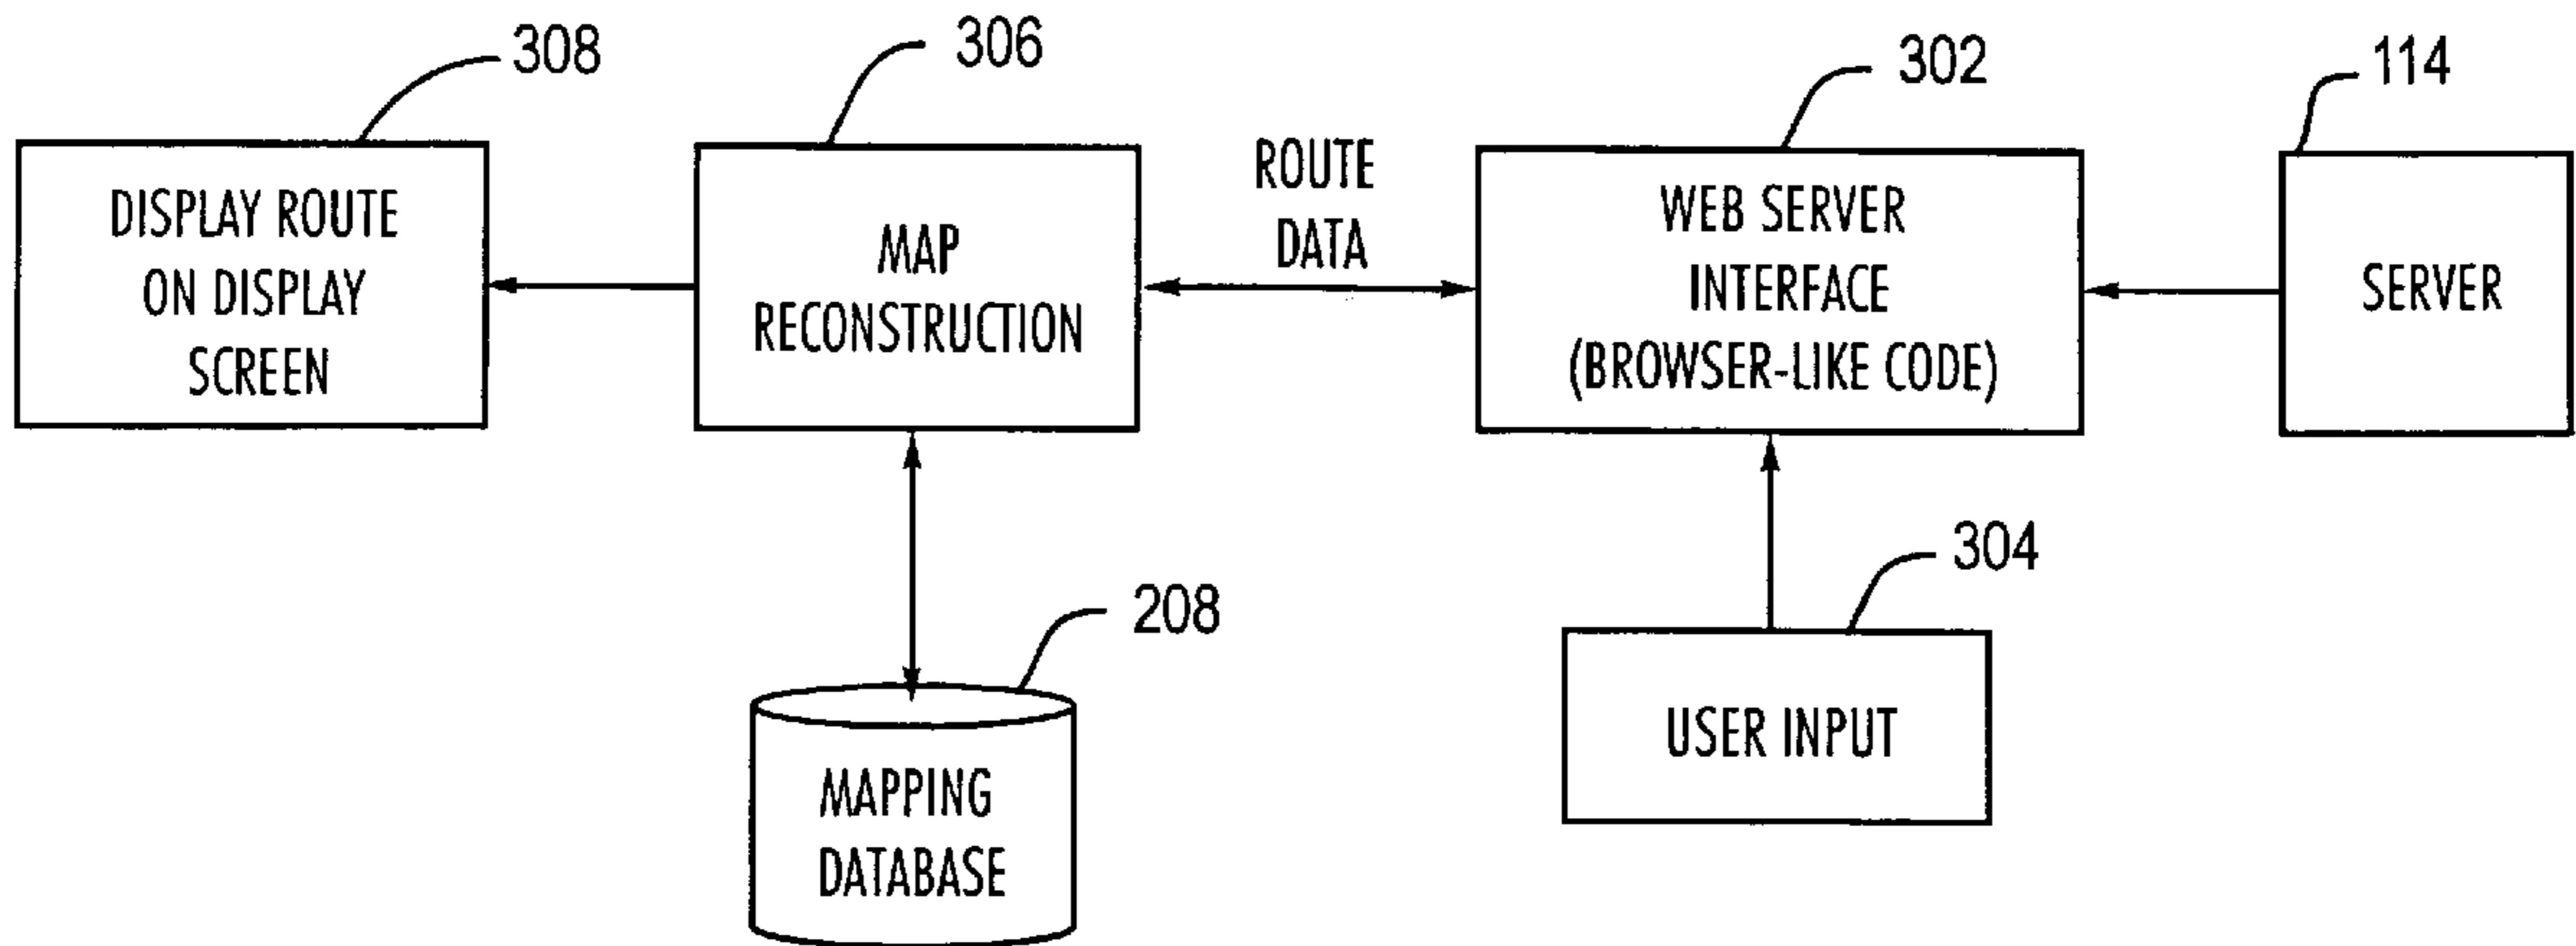 308
306
302
114
DISPLAY ROUTE
ON DISPLAY
SCREEN
MAP
RECONSTRUCTION
ROUTE
DATA
WEB SERVER
INTERFACE
(BROWSER-LIKE CODE)
SERVER
208
MAPPING
DATABASE
304
USER INPUT